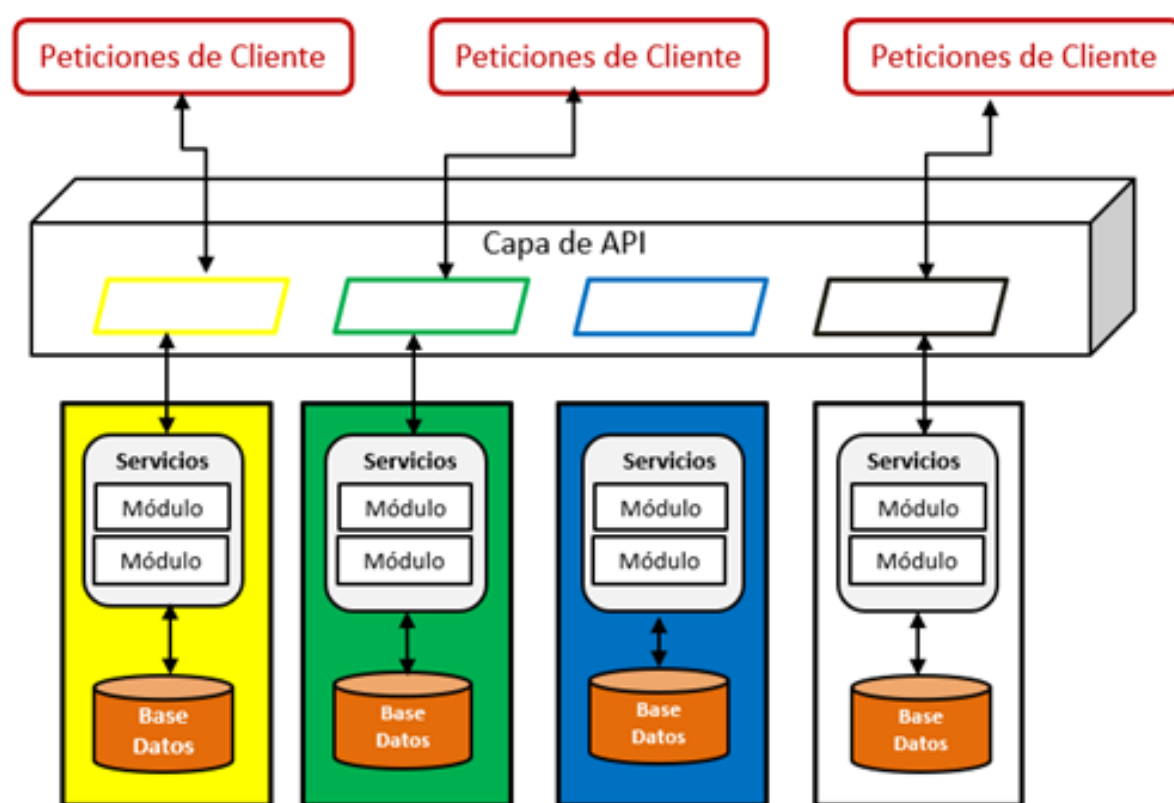 Peticiones de Cliente
Peticiones de Cliente
Peticiones de Cliente
Capa de API
Servicios
Módulo
Módulo
Base
Datos
Servicios
Módulo
Módulo
Base
Datos
Servicios
Módulo
Módulo
Base
Datos
Servicios
Módulo
Módulo
Base
Datos